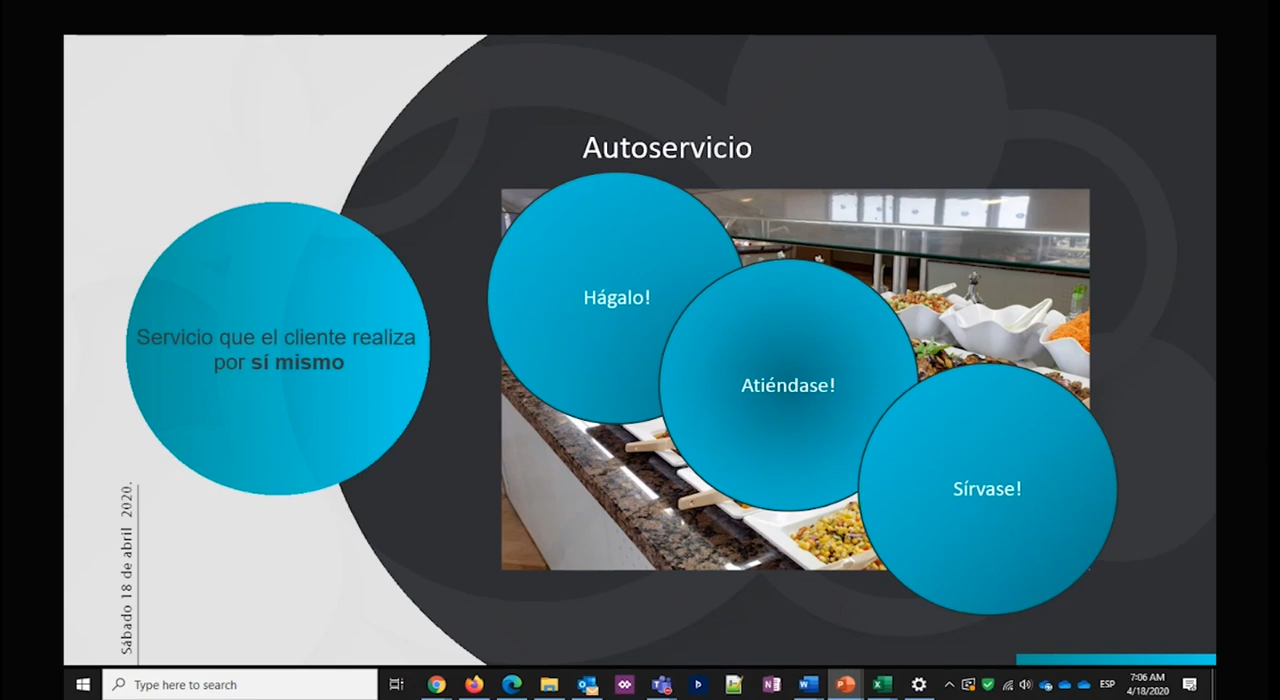 Autoservicio
Servicio que el cliente realiza
por sí mismo
Hágalo!
Atiéndase!
Sírvase!
Sábado 18 de abril 2020.
Type here to search
ESP
7:06 AM
4/18/2020